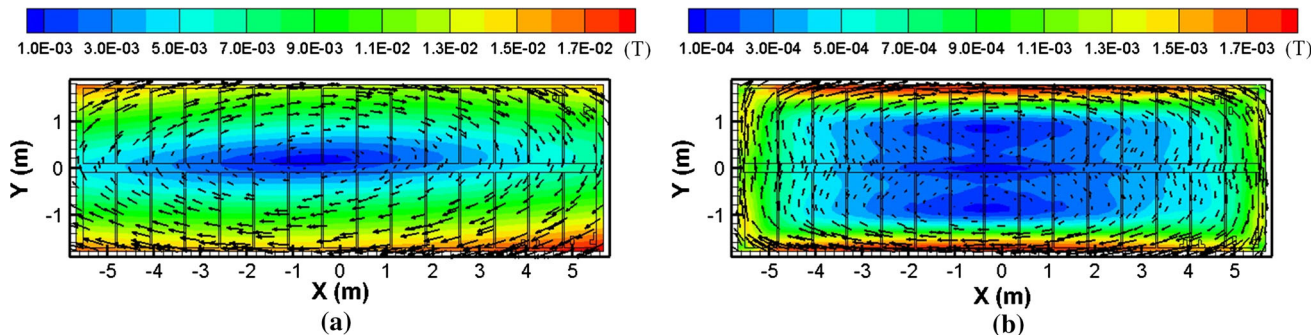 1.0E-03 3.0E-03 5.0E-03 7.0E-03 9.0E-03 1.1E-02 1.3E-02 1.5E-02 1.7E-02 (T)
Y (m)
1
0
-1
-5 -4 -3 -2 -1 0 1 2 3 4 5
X (m)
(a)
1.0E-04 3.0E-04 5.0E-04 7.0E-04 9.0E-04 1.1E-03 1.3E-03 1.5E-03 1.7E-03 (T)
Y (m)
1
0
-1
-5 -4 -3 -2 -1 0 1 2 3 4 5
X (m)
(b)